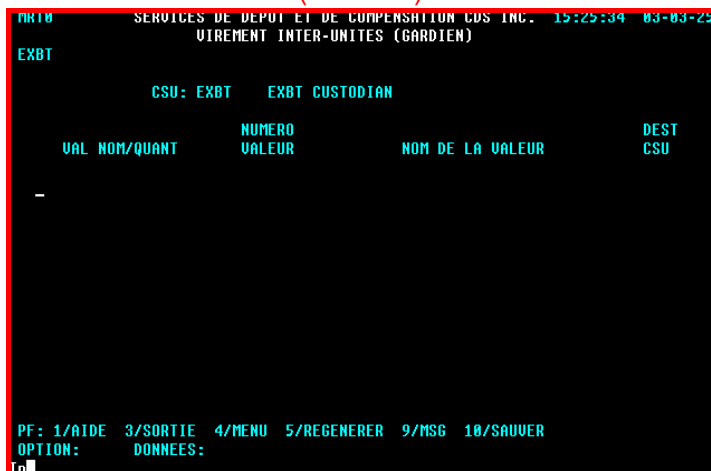 MRT0 SERVICES DE DEPOT ET DE COMPENSATION CDS INC. 15:25:34 03-03-25
VIREMENT INTER-UNITES (GARDIEN)
EXBT
CSU: EXBT EXBT CUSTODIAN
NUMERO DEST
VAL NOM/QUANT VALEUR NOM DE LA VALEUR CSU
PF: 1/AIDE 3/SORTIE 4/MENU 5/REGENERER 9/MSG 10/SAUVER
OPTION: DONNEES: